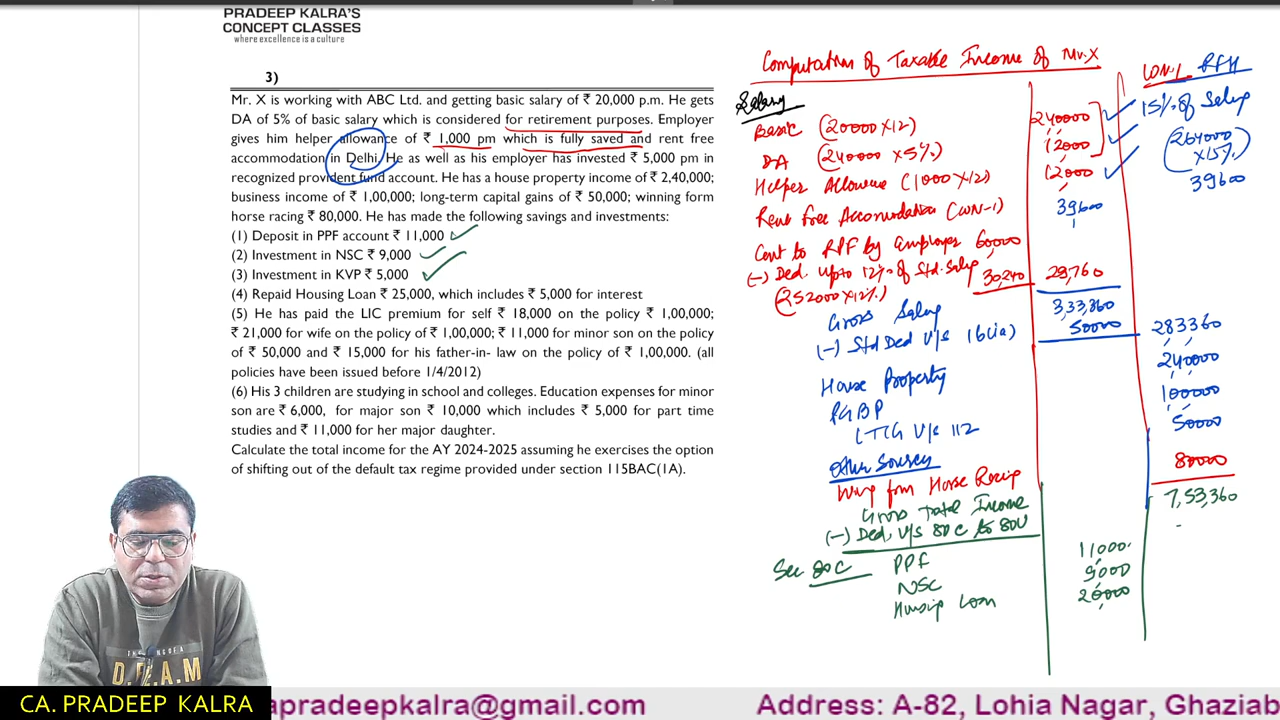 PRADEEP KALRA'S
CONCEPT CLASSES
where excellence is a culture
3)
Mr. X is working with ABC Ltd. and getting basic salary of ₹ 20,000 p.m. He gets
DA of 5% of basic salary which is considered for retirement purposes. Employer
gives him helper allowance of ₹ 1,000 pm which is fully saved and rent free
accommodation in Delhi. He as well as his employer has invested ₹ 5,000 pm in
recognized provident fund account. He has a house property income of ₹ 2,40,000;
business income of ₹ 1,00,000; long-term capital gains of ₹ 50,000; winning form
horse racing ₹ 80,000. He has made the following savings and investments:
(1) Deposit in PPF account ₹ 11,000
(2) Investment in NSC ₹ 9,000
(3) Investment in KVP ₹ 5,000
(4) Repaid Housing Loan ₹ 25,000, which includes ₹ 5,000 for interest
(5) He has paid the LIC premium for self ₹ 18,000 on the policy ₹ 1,00,000;
₹ 21,000 for wife on the policy of ₹ 1,00,000; ₹ 11,000 for minor son on the policy
of ₹ 50,000 and ₹ 15,000 for his father-in- law on the policy of ₹ 1,00,000. (all
policies have been issued before 1/4/2012)
(6) His 3 children are studying in school and colleges. Education expenses for minor
son are ₹ 6,000, for major son ₹ 10,000 which includes ₹ 5,000 for part time
studies and ₹ 11,000 for her major daughter.
Calculate the total income for the AY 2024-2025 assuming he exercises the option
of shifting out of the default tax regime provided under section 115BAC(1A).
Computation of Taxable Income of Mr. X
Salary
Basic (20000 x 12) 240000
DA (240000 x 5%) 12000
Helper Allowance (1000 x 12) 12000
Rent Free Accomodation (WN-1) 39600
Cont to RPF by Employer 60,000
(-) Ded. upto 12% of Std. Salary 30,240 29,760
(252000 x 12%)
Gross Salary 3,33,360
(-) Std Ded U/s 16(ia) 50000 283360
House Property 240000
PGBP 100000
LTCG U/s 112 50000
Other Sources
Wing from Horse Racing 80000
Gross Total Income 7,53,360
(-) Ded. U/s 80C to 80U
Sec 80C PPF 11000
NSC 9000
Housing Loan 20000
WN-1 RFA
15% of Salary
(264000
x 15%)
39600
CA. PRADEEP KALRA
apradeepkalra@gmail.com
Address: A-82, Lohia Nagar, Ghaziab